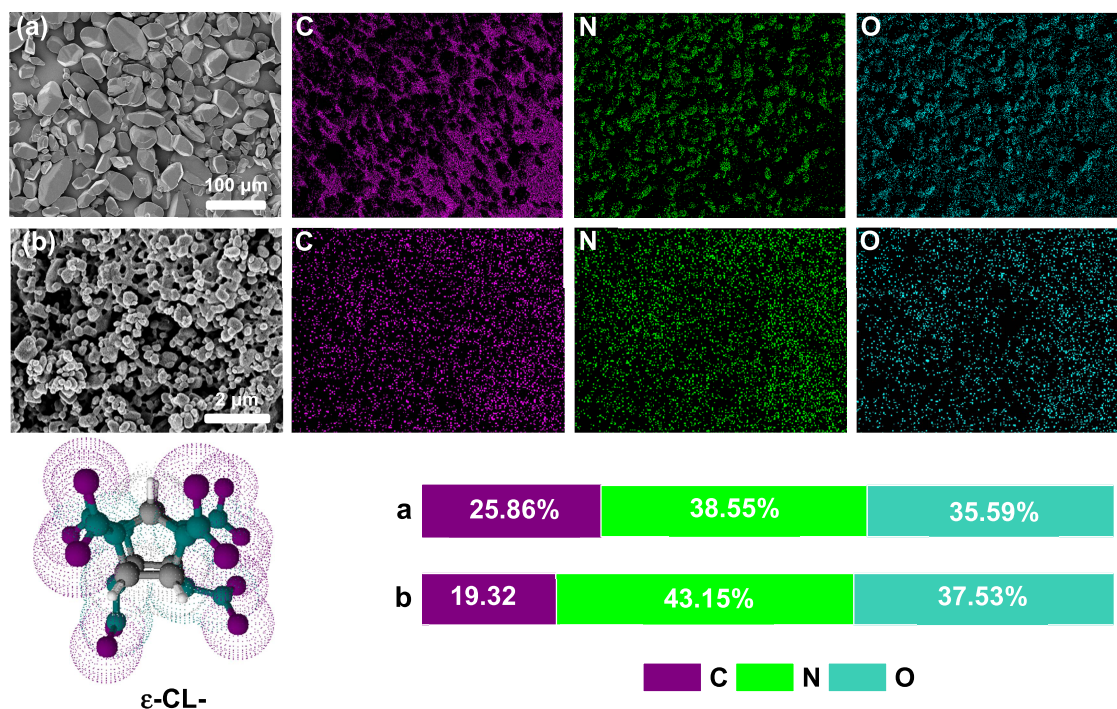 (a) C N O
100 μm
(b) C N O
2 μm
a 25.86% 38.55% 35.59%
b 19.32 43.15% 37.53%
C N O
ε-CL-